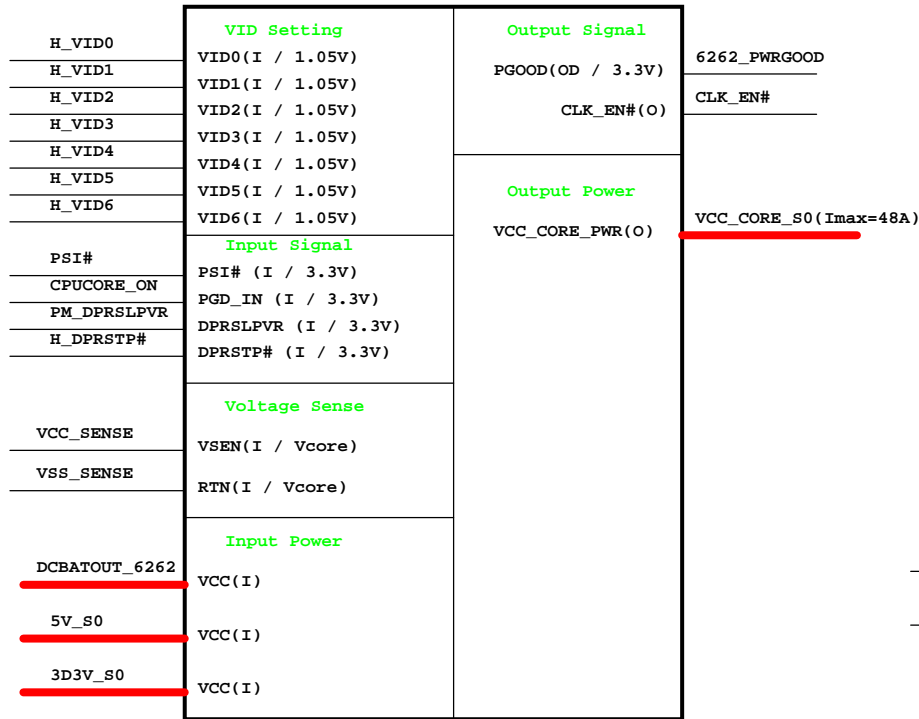 H_VID0
H_VID1
H_VID2
H_VID3
H_VID4
H_VID5
H_VID6
PSI#
CPUCORE_ON
PM_DPRSLPVR
H_DPRSTP#
VCC_SENSE
VSS_SENSE
DCBATOUT_6262
5V_S0
3D3V_S0
VID Setting
VID0(I / 1.05V)
VID1(I / 1.05V)
VID2(I / 1.05V)
VID3(I / 1.05V)
VID4(I / 1.05V)
VID5(I / 1.05V)
VID6(I / 1.05V)
Input Signal
PSI# (I / 3.3V)
PGD_IN (I / 3.3V)
DPRSLPVR (I / 3.3V)
DPRSTP# (I / 3.3V)
Voltage Sense
VSEN(I / Vcore)
RTN(I / Vcore)
Input Power
VCC(I)
VCC(I)
VCC(I)
Output Signal
PGOOD(OD / 3.3V)
CLK_EN#(O)
Output Power
VCC_CORE_PWR(O)
6262_PWRGOOD
CLK_EN#
VCC_CORE_S0(Imax=48A)